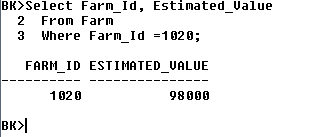 BK>Select Farm_Id, Estimated_Value
2 From Farm
3 Where Farm_Id =1020;
FARM_ID ESTIMATED_VALUE
---------- ---------------
1020 98000
BK>